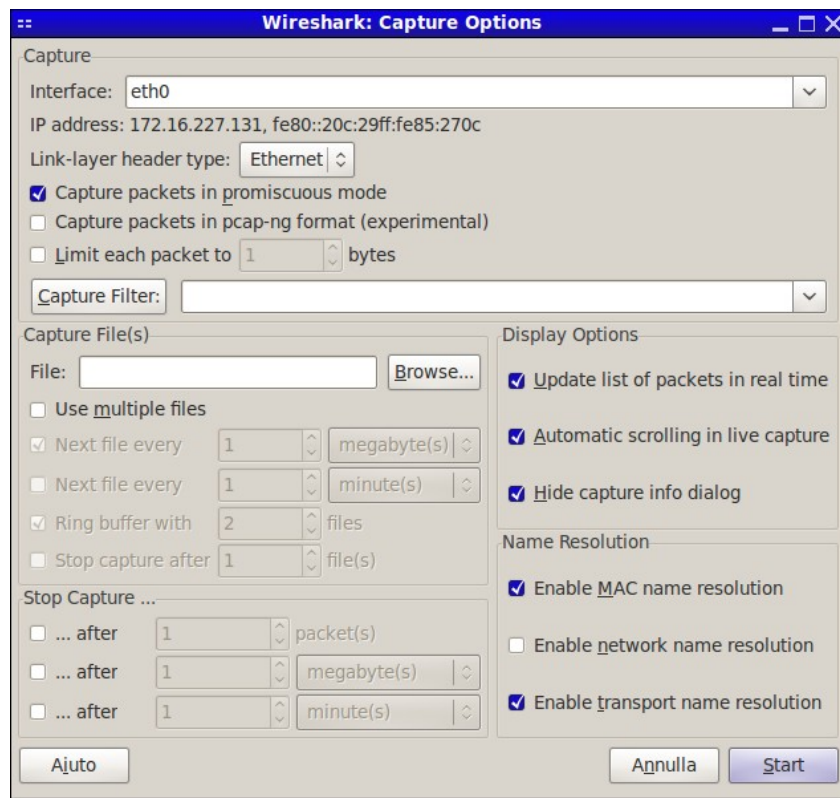 Wireshark: Capture Options
Capture
Interface: eth0
IP address: 172.16.227.131, fe80::20c:29ff:fe85:270c
Link-layer header type: Ethernet
Capture packets in promiscuous mode
Capture packets in pcap-ng format (experimental)
Limit each packet to 1 bytes
Capture Filter:
Capture File(s)
File: Browse...
Use multiple files
Next file every 1 megabyte(s)
Next file every 1 minute(s)
Ring buffer with 2 files
Stop capture after 1 file(s)
Stop Capture ...
... after 1 packet(s)
... after 1 megabyte(s)
... after 1 minute(s)
Display Options
Update list of packets in real time
Automatic scrolling in live capture
Hide capture info dialog
Name Resolution
Enable MAC name resolution
Enable network name resolution
Enable transport name resolution
Aiuto
Annulla
Start